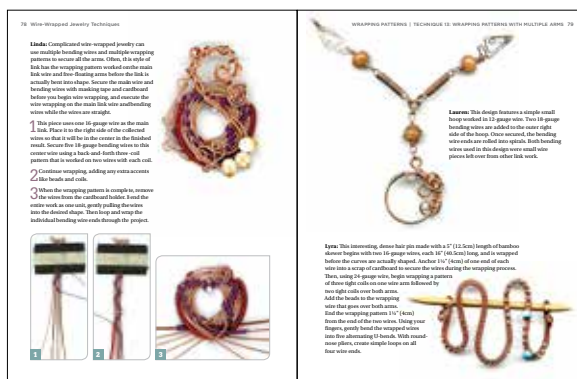 78 Wire-Wrapped Jewelry Techniques
Linda: Complicated wire-wrapped jewelry can
use multiple bending wires and multiple wrapping
patterns to secure all the arms. Often, this style of
link has the wrapping pattern worked on the main
link wire and free-floating arms before the link is
actually bent into shape. Secure the main wire and
bending wires with masking tape and cardboard
before you begin wire wrapping, and execute the
wire wrapping on the main link wire and bending
wires while the wires are straight.
1 This piece uses one 16-gauge wire as the main
link. Place it to the right side of the collected
wires so that it will be in the center in the finished
result. Secure five 18-gauge bending wires to this
center wire using a back-and-forth three-coil
pattern that is worked on two wires with each coil.
2 Continue wrapping, adding any extra accents
like beads and coils.
3 When the wrapping pattern is complete, remove
the wires from the cardboard holder. Bend the
entire work as one unit, gently pulling the wires
into the desired shape. Then loop and wrap the
individual bending wire ends through the project.
1
2
3
WRAPPING PATTERNS | TECHNIQUE 13: WRAPPING PATTERNS WITH MULTIPLE ARMS 79
Lauren: This design features a simple small
hoop worked in 12-gauge wire. Two 18-gauge
bending wires are added to the outer right
side of the hoop. Once secured, the bending
wire ends are rolled into spirals. Both bending
wires used in this design were small wire
pieces left over from other link work.
Lyra: This interesting, dense hair pin made with a 5" (12.5cm) length of bamboo
skewer begins with two 16-gauge wires, each 16" (40.5cm) long, and is wrapped
before the curves are actually shaped. Anchor 1½" (4cm) of one end of each
wire into a scrap of cardboard to secure the wires during the wrapping process.
Then, using 24-gauge wire, begin wrapping a pattern
of three tight coils on one wire arm followed by
two tight coils over both arms.
Add the beads to the wrapping
wire that goes over both arms.
End the wrapping pattern 1½" (4cm)
from the end of the two wires. Using your
fingers, gently bend the wrapped wires
into five alternating U-bends. With round-
nose pliers, create simple loops on all
four wire ends.